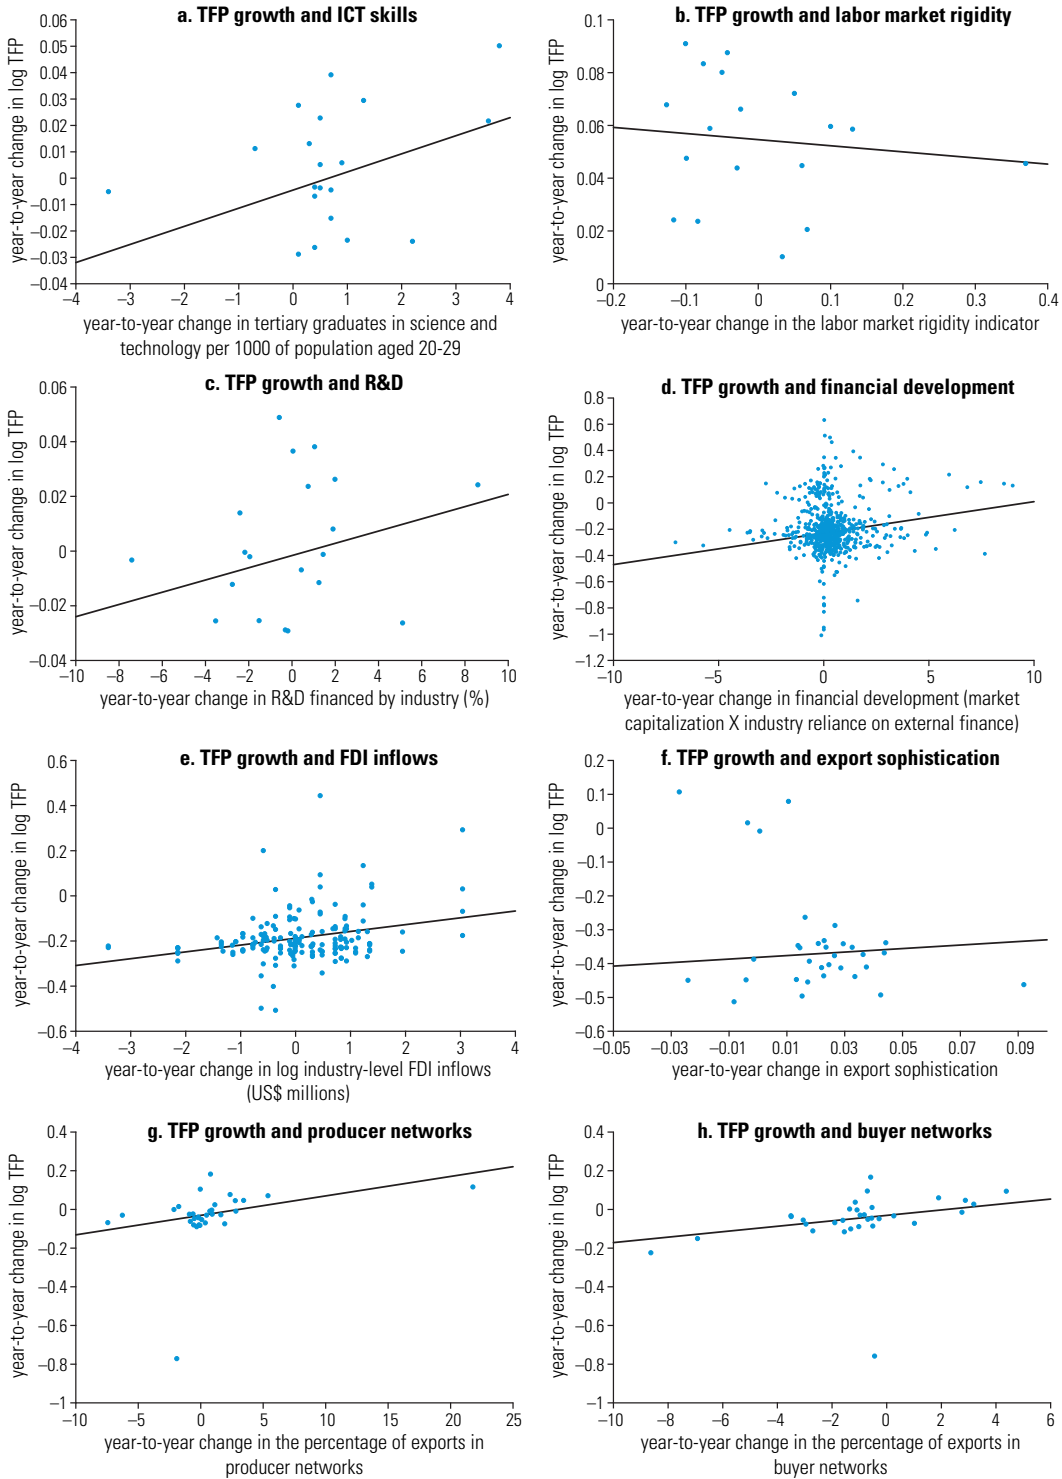 a. TFP growth and ICT skills
year-to-year change in log TFP
0.06
0.05
0.04
0.03
0.02
0.01
0
–0.01
–0.02
–0.03
–0.04
–4 –3 –2 –1 0 1 2 3 4
year-to-year change in tertiary graduates in science and
technology per 1000 of population aged 20-29
b. TFP growth and labor market rigidity
year-to-year change in log TFP
0.1
0.08
0.06
0.04
0.02
0
–0.2 –0.1 0 0.1 0.2 0.3 0.4
year-to-year change in the labor market rigidity indicator
c. TFP growth and R&D
year-to-year change in log TFP
0.06
0.04
0.02
0
–0.02
–0.04
–10 –8 –6 –4 –2 0 2 4 6 8 10
year-to-year change in R&D financed by industry (%)
d. TFP growth and financial development
year-to-year change in log TFP
0.8
0.6
0.4
0.2
0
–0.2
–0.4
–0.6
–0.8
–1
–1.2
–10 –5 0 5 10
year-to-year change in financial development (market
capitalization X industry reliance on external finance)
e. TFP growth and FDI inflows
year-to-year change in log TFP
0.6
0.4
0.2
0
–0.2
–0.4
–0.6
–4 –3 –2 –1 0 1 2 3 4
year-to-year change in log industry-level FDI inflows
(US$ millions)
f. TFP growth and export sophistication
year-to-year change in log TFP
0.2
0.1
0
–0.1
–0.2
–0.3
–0.4
–0.5
–0.6
–0.05 –0.03 –0.01 0.01 0.03 0.05 0.07 0.09
year-to-year change in export sophistication
g. TFP growth and producer networks
year-to-year change in log TFP
0.4
0.2
0
–0.2
–0.4
–0.6
–0.8
–1
–10 –5 0 5 10 15 20 25
year-to-year change in the percentage of exports in
producer networks
h. TFP growth and buyer networks
year-to-year change in log TFP
0.4
0.2
0
–0.2
–0.4
–0.6
–0.8
–1
–10 –8 –6 –4 –2 0 2 4 6
year-to-year change in the percentage of exports in
buyer networks